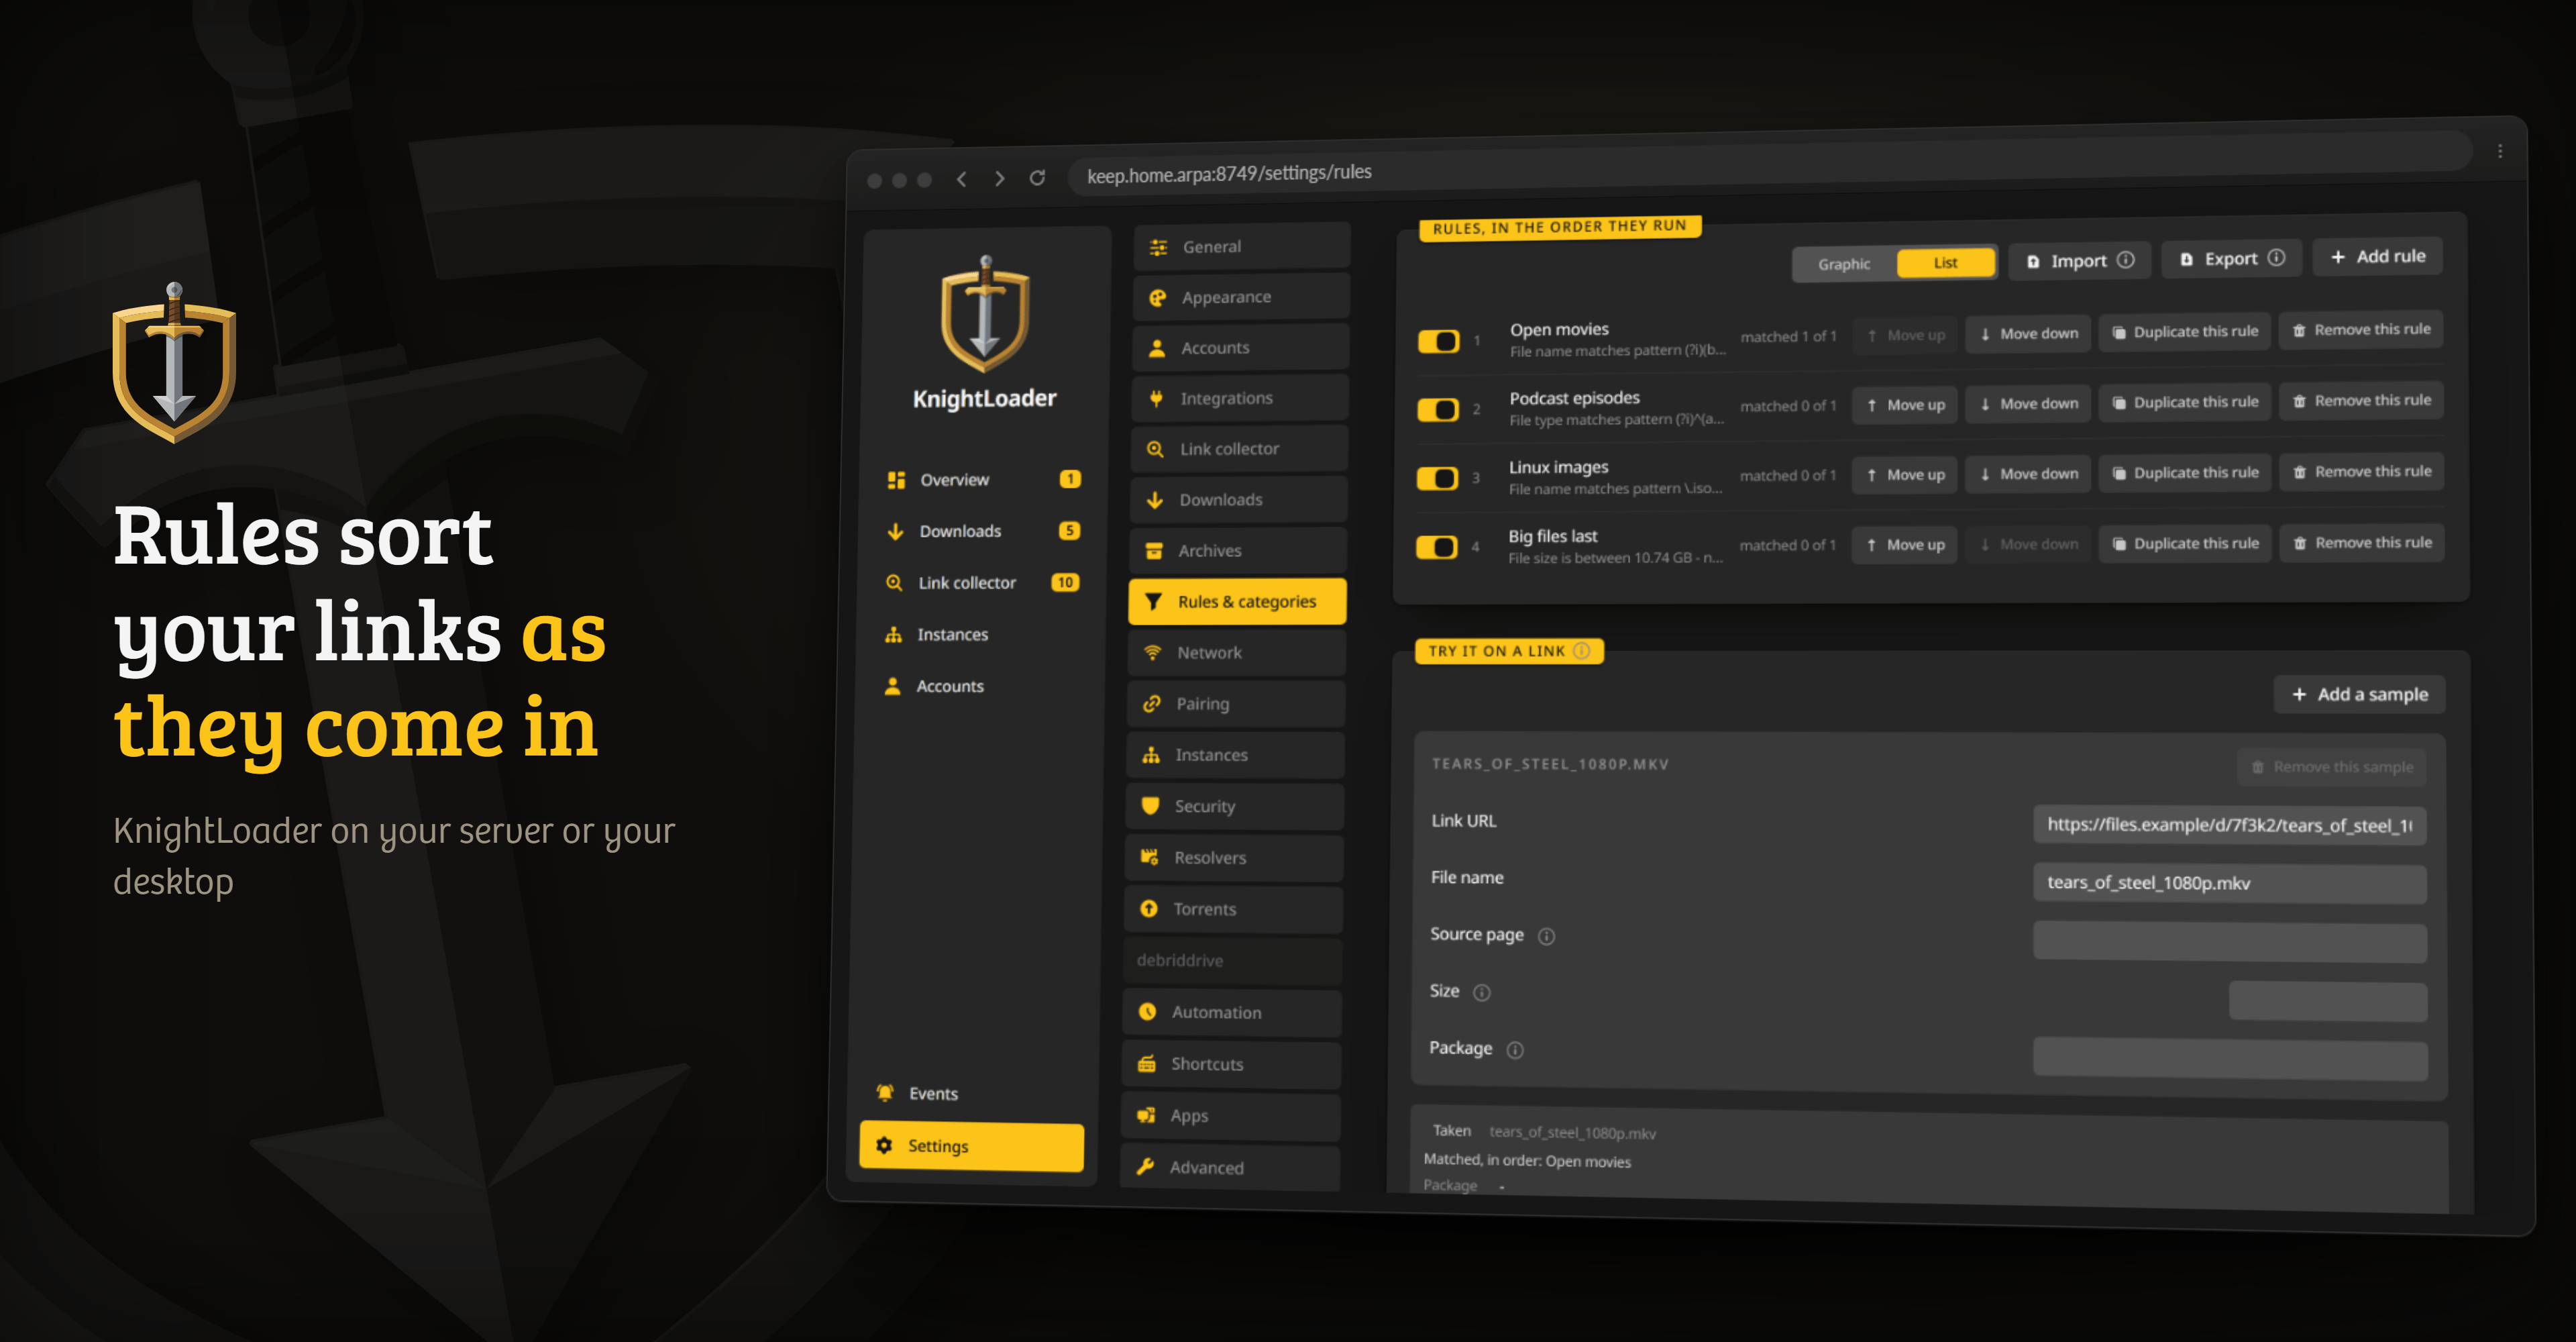 Rules sort
your links as
they come in
KnightLoader on your server or your
desktop
keep.home.arpa:8749/settings/rules
KnightLoader
Overview 1
Downloads 5
Link collector 10
Instances
Accounts
Events
Settings
General
Appearance
Accounts
Integrations
Link collector
Downloads
Archives
Rules & categories
Network
Pairing
Instances
Security
Resolvers
Torrents
debriddrive
Automation
Shortcuts
Apps
Advanced
RULES, IN THE ORDER THEY RUN
Graphic List Import Export + Add rule
1 Open movies matched 1 of 1 ↑ Move up ↓ Move down Duplicate this rule Remove this rule
File name matches pattern (?i)(b...
2 Podcast episodes matched 0 of 1 ↑ Move up ↓ Move down Duplicate this rule Remove this rule
File type matches pattern (?i)^(a...
3 Linux images matched 0 of 1 ↑ Move up ↓ Move down Duplicate this rule Remove this rule
File name matches pattern \.iso...
4 Big files last matched 0 of 1 ↑ Move up ↓ Move down Duplicate this rule Remove this rule
File size is between 10.74 GB - n...
TRY IT ON A LINK
+ Add a sample
TEARS_OF_STEEL_1080P.MKV Remove this sample
Link URL https://files.example/d/7f3k2/tears_of_steel_1
File name tears_of_steel_1080p.mkv
Source page
Size
Package
Taken tears_of_steel_1080p.mkv
Matched, in order: Open movies
Package -